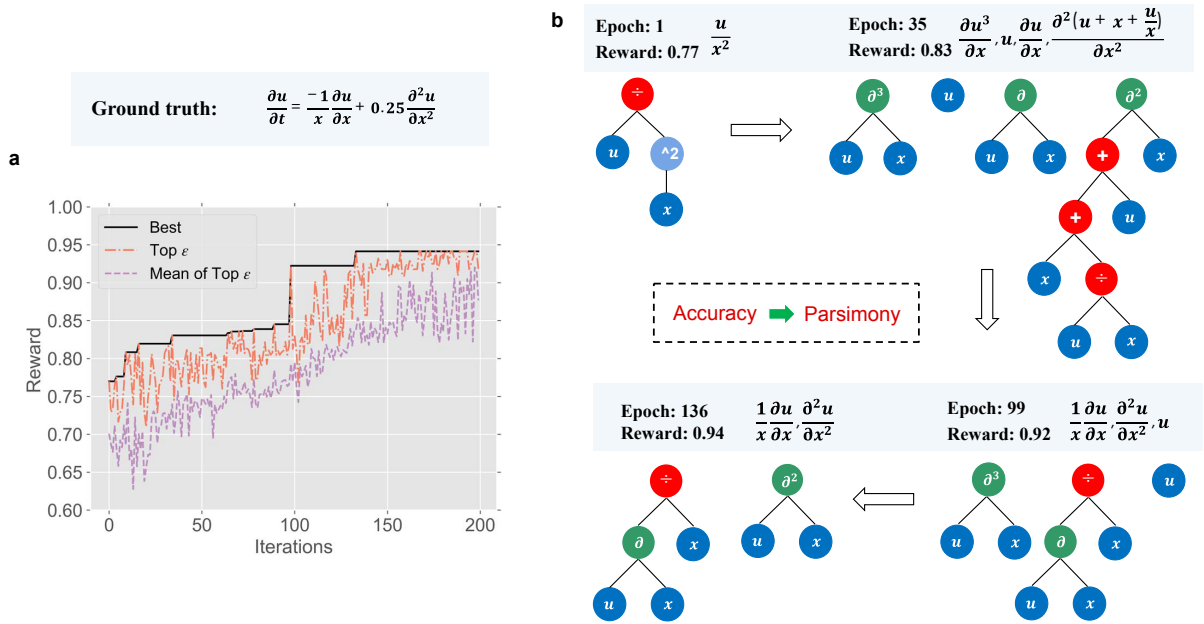 Ground truth: ∂u/∂t = -1/x ∂u/∂x + 0.25 ∂²u/∂x²
a
Reward
1.00
0.95
0.90
0.85
0.80
0.75
0.70
0.65
0.60
Best
Top ε
Mean of Top ε
0 50 100 150 200
Iterations
b
Epoch: 1
Reward: 0.77
u/x²
÷
u ^2
x
Epoch: 35
Reward: 0.83
∂u³/∂x, u, ∂u/∂x, ∂²(u + x + u/x)/∂x²
∂³ u ∂ ∂²
u x u x + x
+ u
x ÷
u x
Accuracy Parsimony
Epoch: 136
Reward: 0.94
1/x ∂u/∂x, ∂²u/∂x²
÷ ∂²
∂ x u x
u x
Epoch: 99
Reward: 0.92
1/x ∂u/∂x, ∂²u/∂x², u
∂³ ÷ u
u x ∂ x
u x